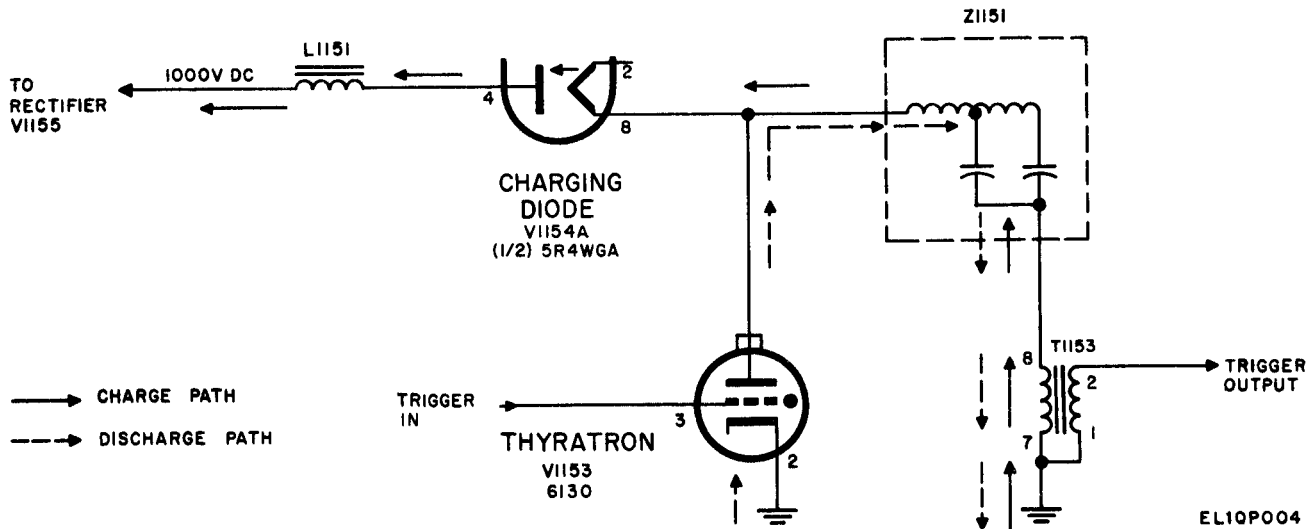 Z1151
L1151
1000V DC
TO
RECTIFIER
V1155
4
2
8
CHARGING
DIODE
V1154A
(1/2) 5R4WGA
CHARGE PATH
DISCHARGE PATH
TRIGGER
IN
3
THYRATRON
V1153
6130
2
8
T1153
2
7
1
TRIGGER
OUTPUT
EL1QP004